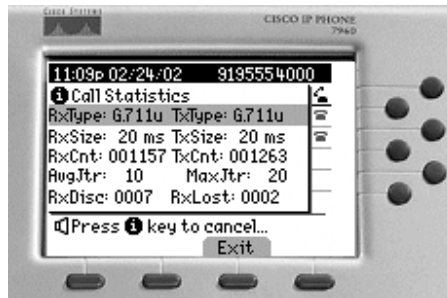 CISCO SYSTEMS
CISCO IP PHONE
7960
11:09p 02/24/02 9195554000
Call Statistics
RxType: G.711u TxType: G.711u
RxSize: 20 ms TxSize: 20 ms
RxCnt: 001157 TxCnt: 001263
AvgJtr: 10 MaxJtr: 20
RxDisc: 0007 RxLost: 0002
Press i key to cancel...
Exit